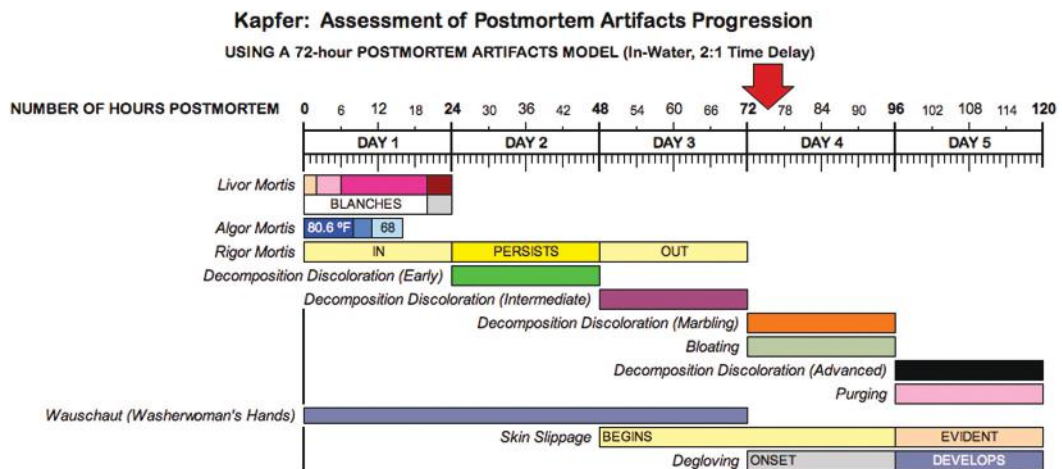 Kapfer: Assessment of Postmortem Artifacts Progression
USING A 72-hour POSTMORTEM ARTIFACTS MODEL (In-Water, 2:1 Time Delay)
NUMBER OF HOURS POSTMORTEM 0 6 12 18 24 30 36 42 48 54 60 66 72 78 84 90 96 102 108 114 120
DAY 1 DAY 2 DAY 3 DAY 4 DAY 5
Livor Mortis
BLANCHES
Algor Mortis 80.6 ºF 68
Rigor Mortis IN PERSISTS OUT
Decomposition Discoloration (Early)
Decomposition Discoloration (Intermediate)
Decomposition Discoloration (Marbling)
Bloating
Decomposition Discoloration (Advanced)
Purging
Wauschaut (Washerwoman's Hands)
Skin Slippage BEGINS EVIDENT
Degloving ONSET DEVELOPS